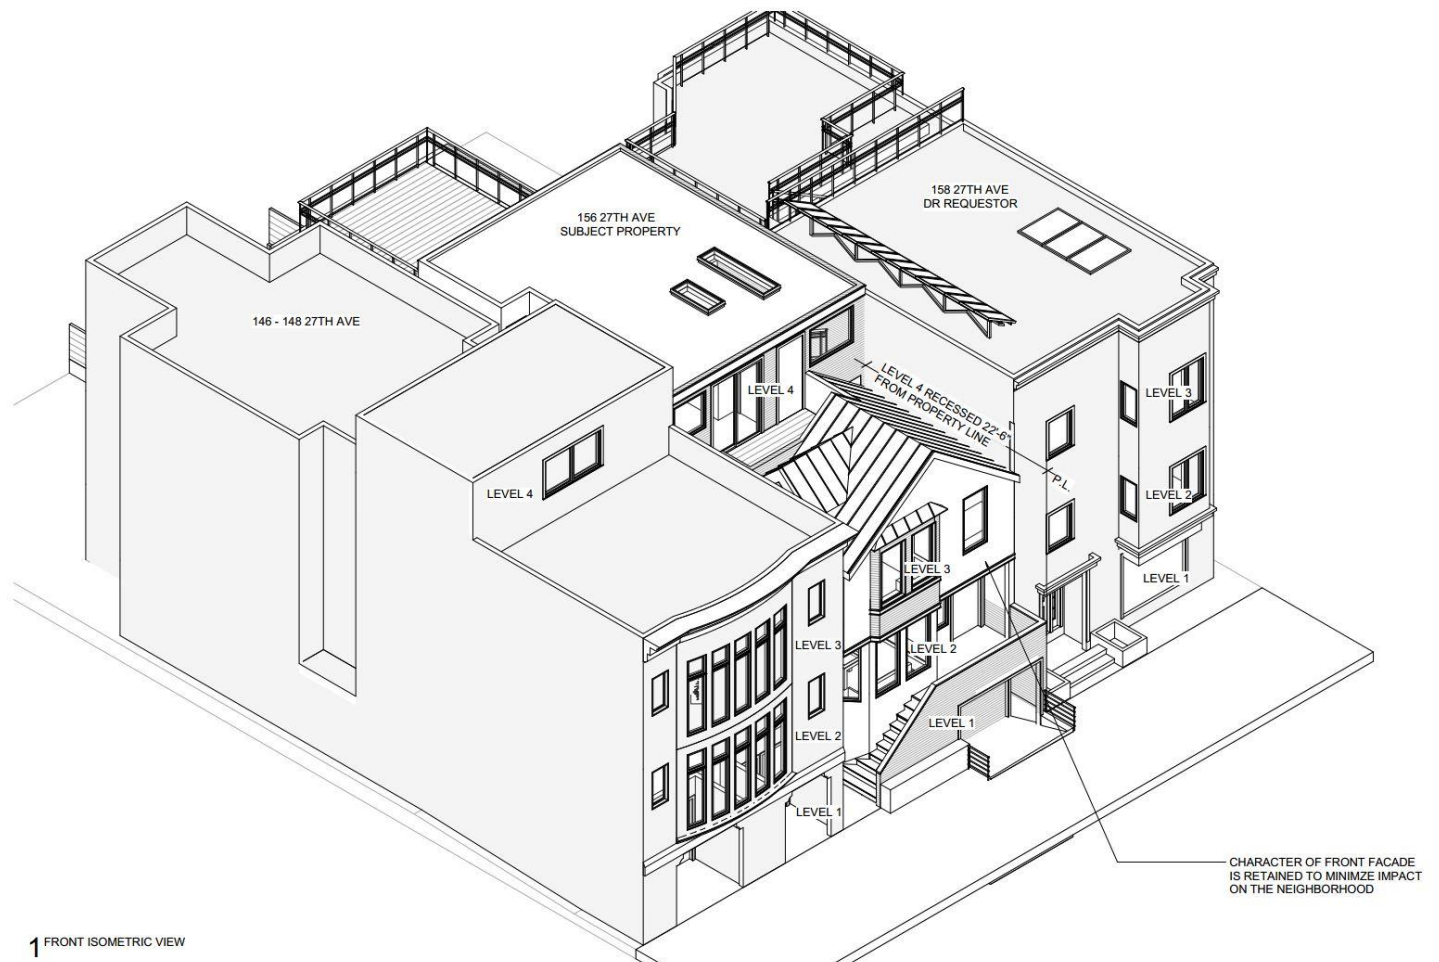 158 27TH AVE
DR REQUESTOR
156 27TH AVE
SUBJECT PROPERTY
146 - 148 27TH AVE
LEVEL 4
LEVEL 4 RECESSED 22'-6"
FROM PROPERTY LINE
P.L.
LEVEL 3
LEVEL 2
LEVEL 1
LEVEL 4
LEVEL 3
LEVEL 2
LEVEL 1
LEVEL 3
LEVEL 2
LEVEL 1
CHARACTER OF FRONT FACADE
IS RETAINED TO MINIMZE IMPACT
ON THE NEIGHBORHOOD
1 FRONT ISOMETRIC VIEW